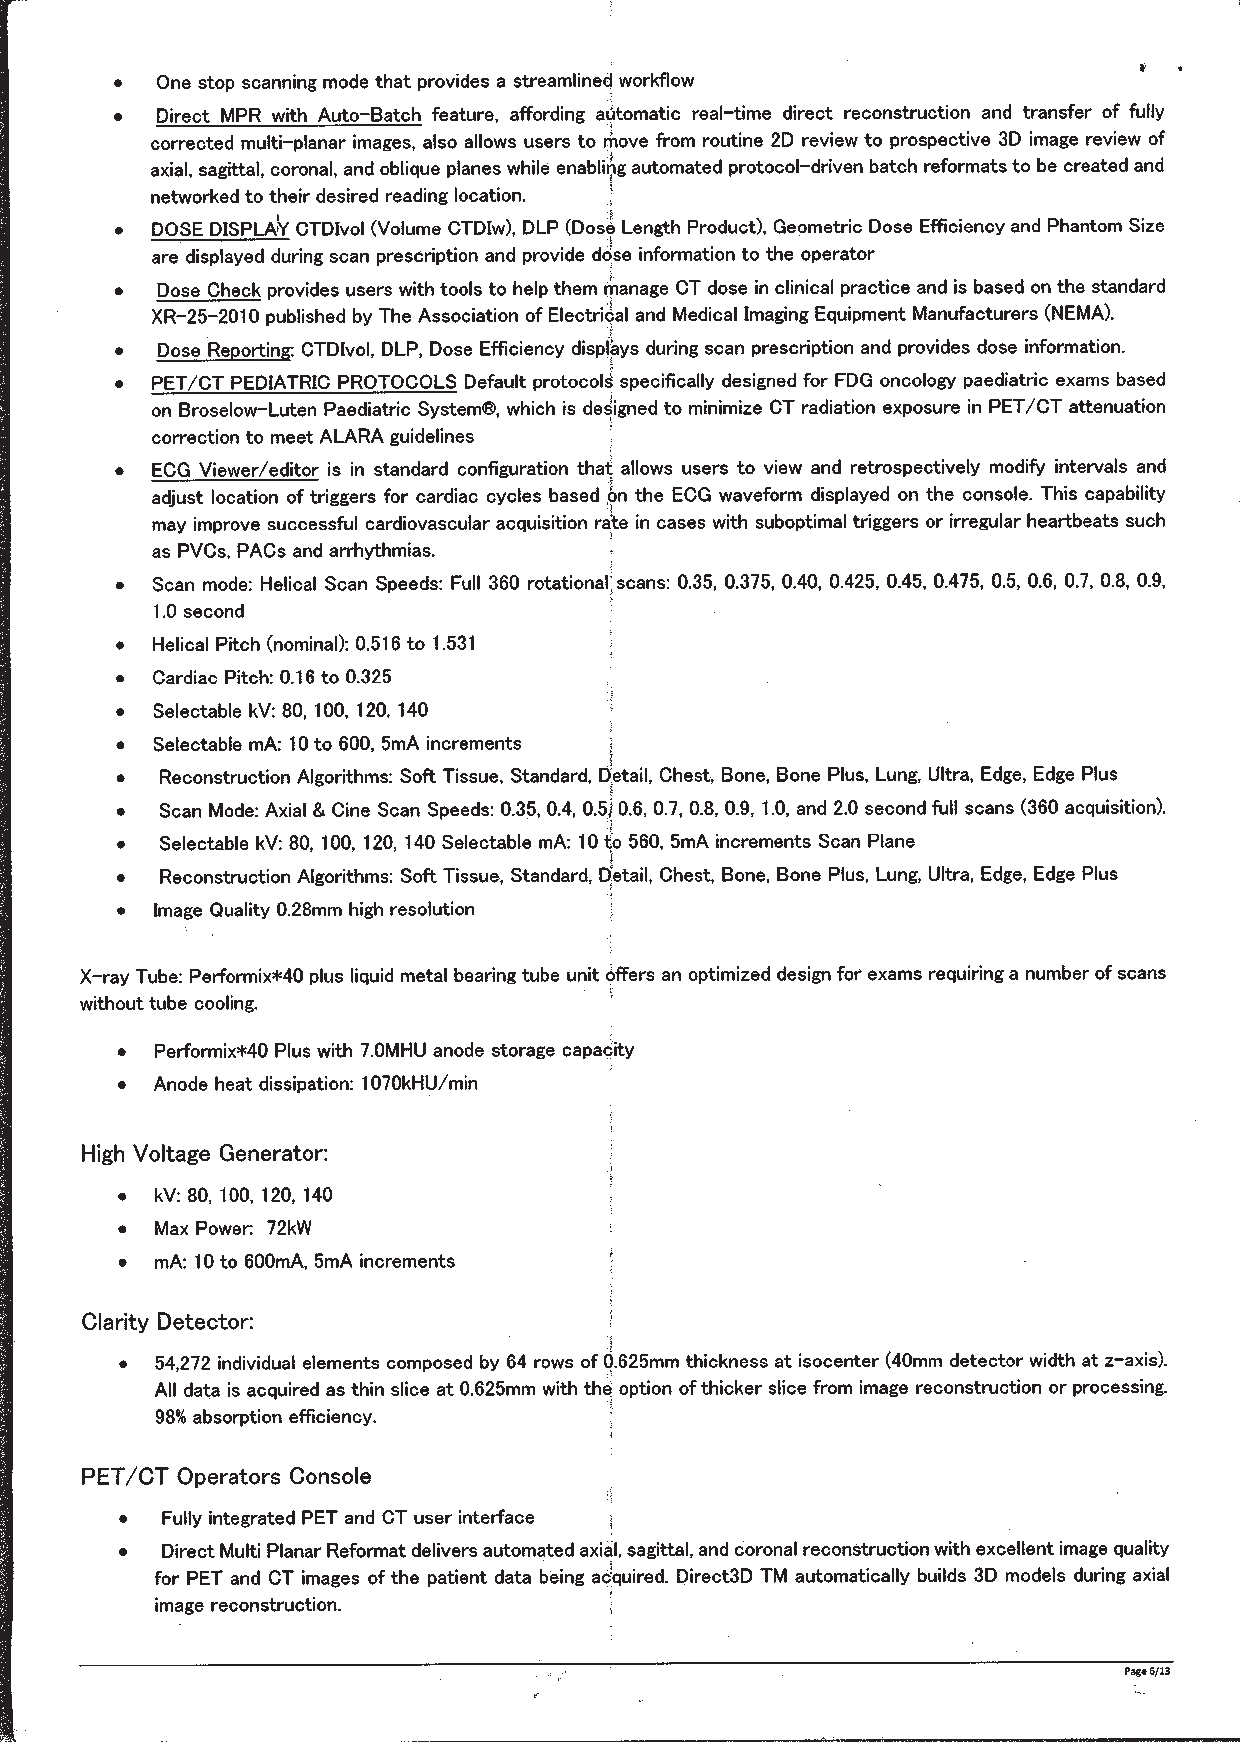 • One stop scanning mode that provides a streamlined workflow
• Direct MPR with Auto-Batch feature, affording automatic real-time direct reconstruction and transfer of fully
corrected multi-planar images, also allows users to move from routine 2D review to prospective 3D image review of
axial, sagittal, coronal, and oblique planes while enabling automated protocol-driven batch reformats to be created and
networked to their desired reading location.
• DOSE DISPLAY CTDIvol (Volume CTDIw), DLP (Dose Length Product), Geometric Dose Efficiency and Phantom Size
are displayed during scan prescription and provide dose information to the operator
• Dose Check provides users with tools to help them manage CT dose in clinical practice and is based on the standard
XR-25-2010 published by The Association of Electrical and Medical Imaging Equipment Manufacturers (NEMA).
• Dose Reporting: CTDIvol, DLP, Dose Efficiency displays during scan prescription and provides dose information.
• PET/CT PEDIATRIC PROTOCOLS Default protocols specifically designed for FDG oncology paediatric exams based
on Broselow-Luten Paediatric System®, which is designed to minimize CT radiation exposure in PET/CT attenuation
correction to meet ALARA guidelines
• ECG Viewer/editor is in standard configuration that allows users to view and retrospectively modify intervals and
adjust location of triggers for cardiac cycles based on the ECG waveform displayed on the console. This capability
may improve successful cardiovascular acquisition rate in cases with suboptimal triggers or irregular heartbeats such
as PVCs, PACs and arrhythmias.
• Scan mode: Helical Scan Speeds: Full 360 rotational scans: 0.35, 0.375, 0.40, 0.425, 0.45, 0.475, 0.5, 0.6, 0.7, 0.8, 0.9,
1.0 second
• Helical Pitch (nominal): 0.516 to 1.531
• Cardiac Pitch: 0.16 to 0.325
• Selectable kV: 80, 100, 120, 140
• Selectable mA: 10 to 600, 5mA increments
• Reconstruction Algorithms: Soft Tissue, Standard, Detail, Chest, Bone, Bone Plus, Lung, Ultra, Edge, Edge Plus
• Scan Mode: Axial & Cine Scan Speeds: 0.35, 0.4, 0.5, 0.6, 0.7, 0.8, 0.9, 1.0, and 2.0 second full scans (360 acquisition).
• Selectable kV: 80, 100, 120, 140 Selectable mA: 10 to 560, 5mA increments Scan Plane
• Reconstruction Algorithms: Soft Tissue, Standard, Detail, Chest, Bone, Bone Plus, Lung, Ultra, Edge, Edge Plus
• Image Quality 0.28mm high resolution
X-ray Tube: Performix*40 plus liquid metal bearing tube unit offers an optimized design for exams requiring a number of scans
without tube cooling.
• Performix*40 Plus with 7.0MHU anode storage capacity
• Anode heat dissipation: 1070kHU/min
High Voltage Generator:
• kV: 80, 100, 120, 140
• Max Power: 72kW
• mA: 10 to 600mA, 5mA increments
Clarity Detector:
• 54,272 individual elements composed by 64 rows of 0.625mm thickness at isocenter (40mm detector width at z-axis).
All data is acquired as thin slice at 0.625mm with the option of thicker slice from image reconstruction or processing.
98% absorption efficiency.
PET/CT Operators Console
• Fully integrated PET and CT user interface
• Direct Multi Planar Reformat delivers automated axial, sagittal, and coronal reconstruction with excellent image quality
for PET and CT images of the patient data being acquired. Direct3D TM automatically builds 3D models during axial
image reconstruction.
Page 6/13